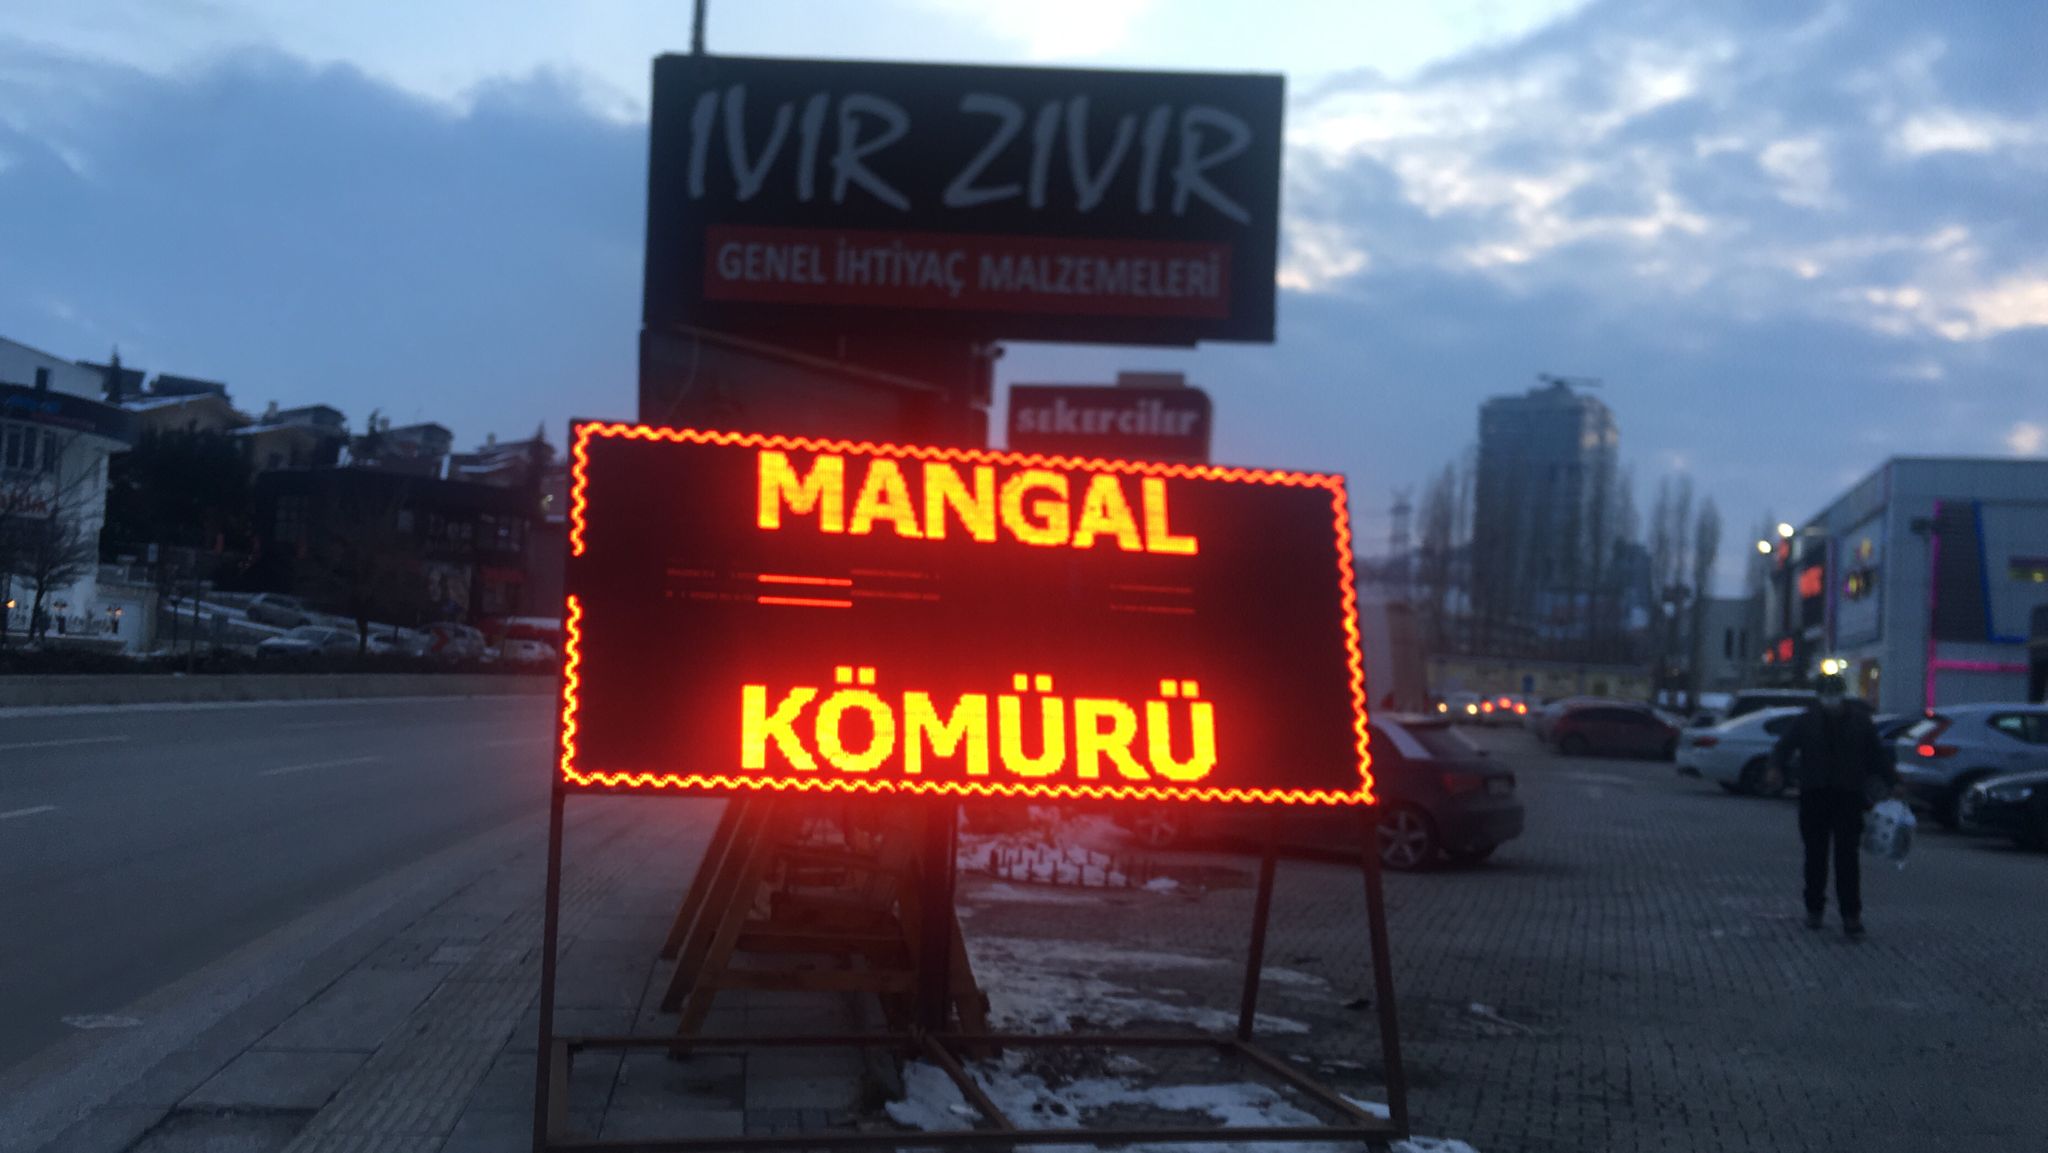 IVIR ZIVIR
GENEL İHTİYAÇ MALZEMELERİ
şekerciler
MANGAL
KÖMÜRÜ